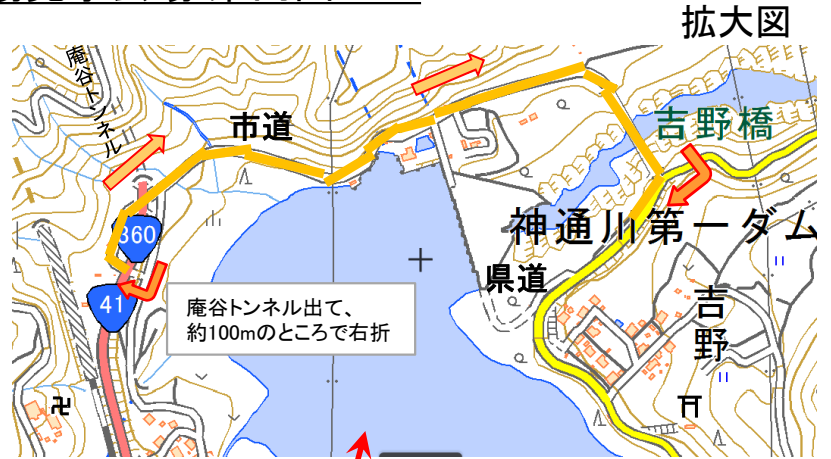 拡大図
庵谷トンネル
市道
吉野橋
360
神通川第一ダム
県道
41
庵谷トンネル出て、
約100mのところで右折
吉野